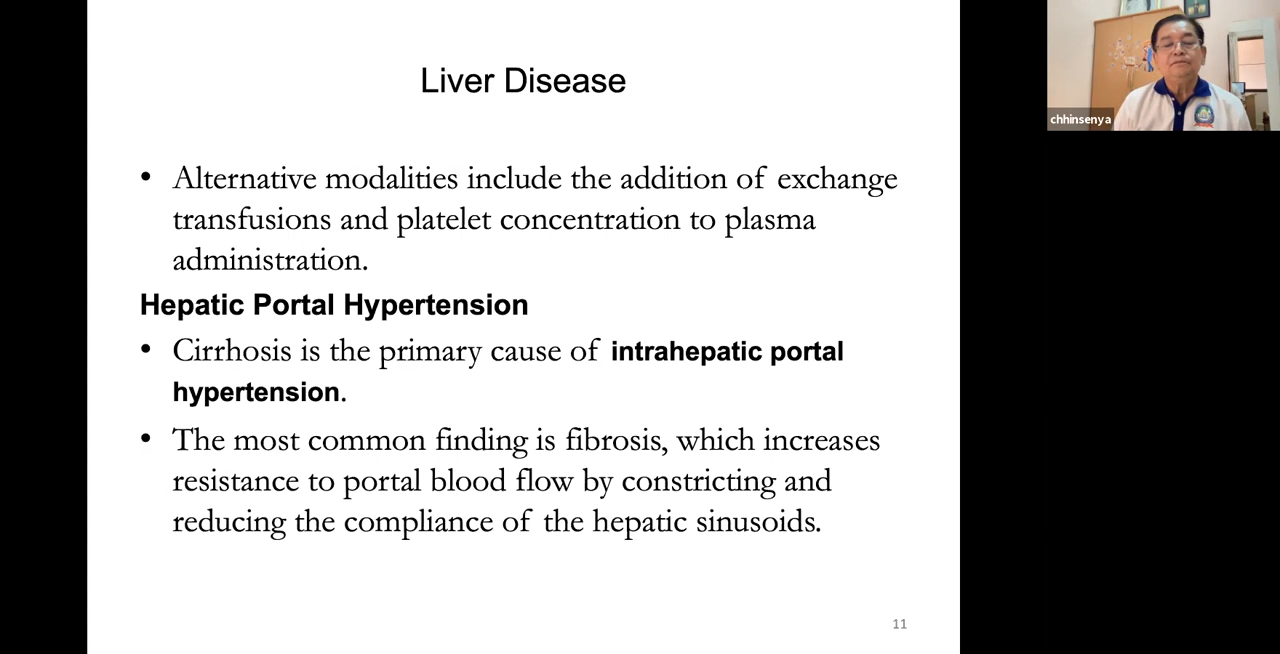 Liver Disease
chhinsenya
• Alternative modalities include the addition of exchange
transfusions and platelet concentration to plasma
administration.
Hepatic Portal Hypertension
• Cirrhosis is the primary cause of intrahepatic portal
hypertension.
• The most common finding is fibrosis, which increases
resistance to portal blood flow by constricting and
reducing the compliance of the hepatic sinusoids.
11